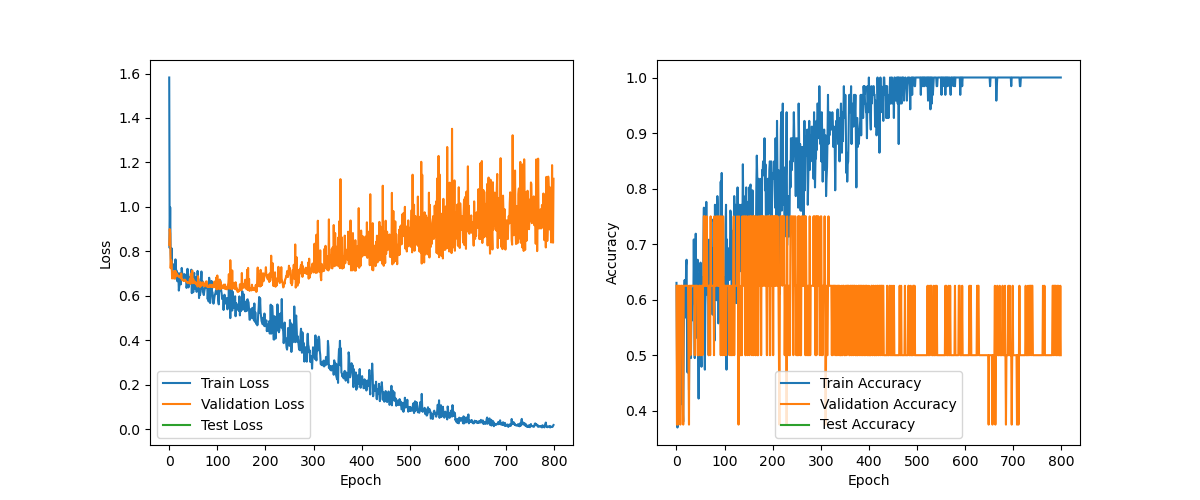 1.6
1.4
1.2
1.0
0.8
0.6
0.4
0.2
0.0
Loss
0 100 200 300 400 500 600 700 800
Epoch
Train Loss
Validation Loss
Test Loss
1.0
0.9
0.8
0.7
0.6
0.5
0.4
Accuracy
0 100 200 300 400 500 600 700 800
Epoch
Train Accuracy
Validation Accuracy
Test Accuracy